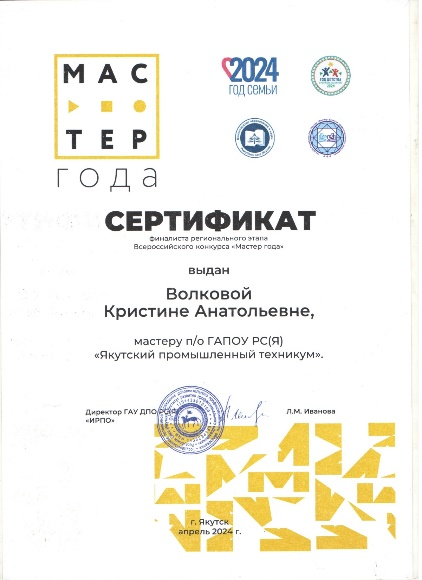 МАС
ТЕР
года
2024
ГОД СЕМЬИ
СЕРТИФИКАТ
финалиста регионального этапа
Всероссийского конкурса «Мастер года»
выдан
Волковой
Кристине Анатольевне,
мастеру п/о ГАПОУ РС(Я)
«Якутский промышленный техникум».
Директор ГАУ ДПО РС(Я)
«ИРПО»
Л.М. Иванова
г. Якутск
апрель 2024 г.